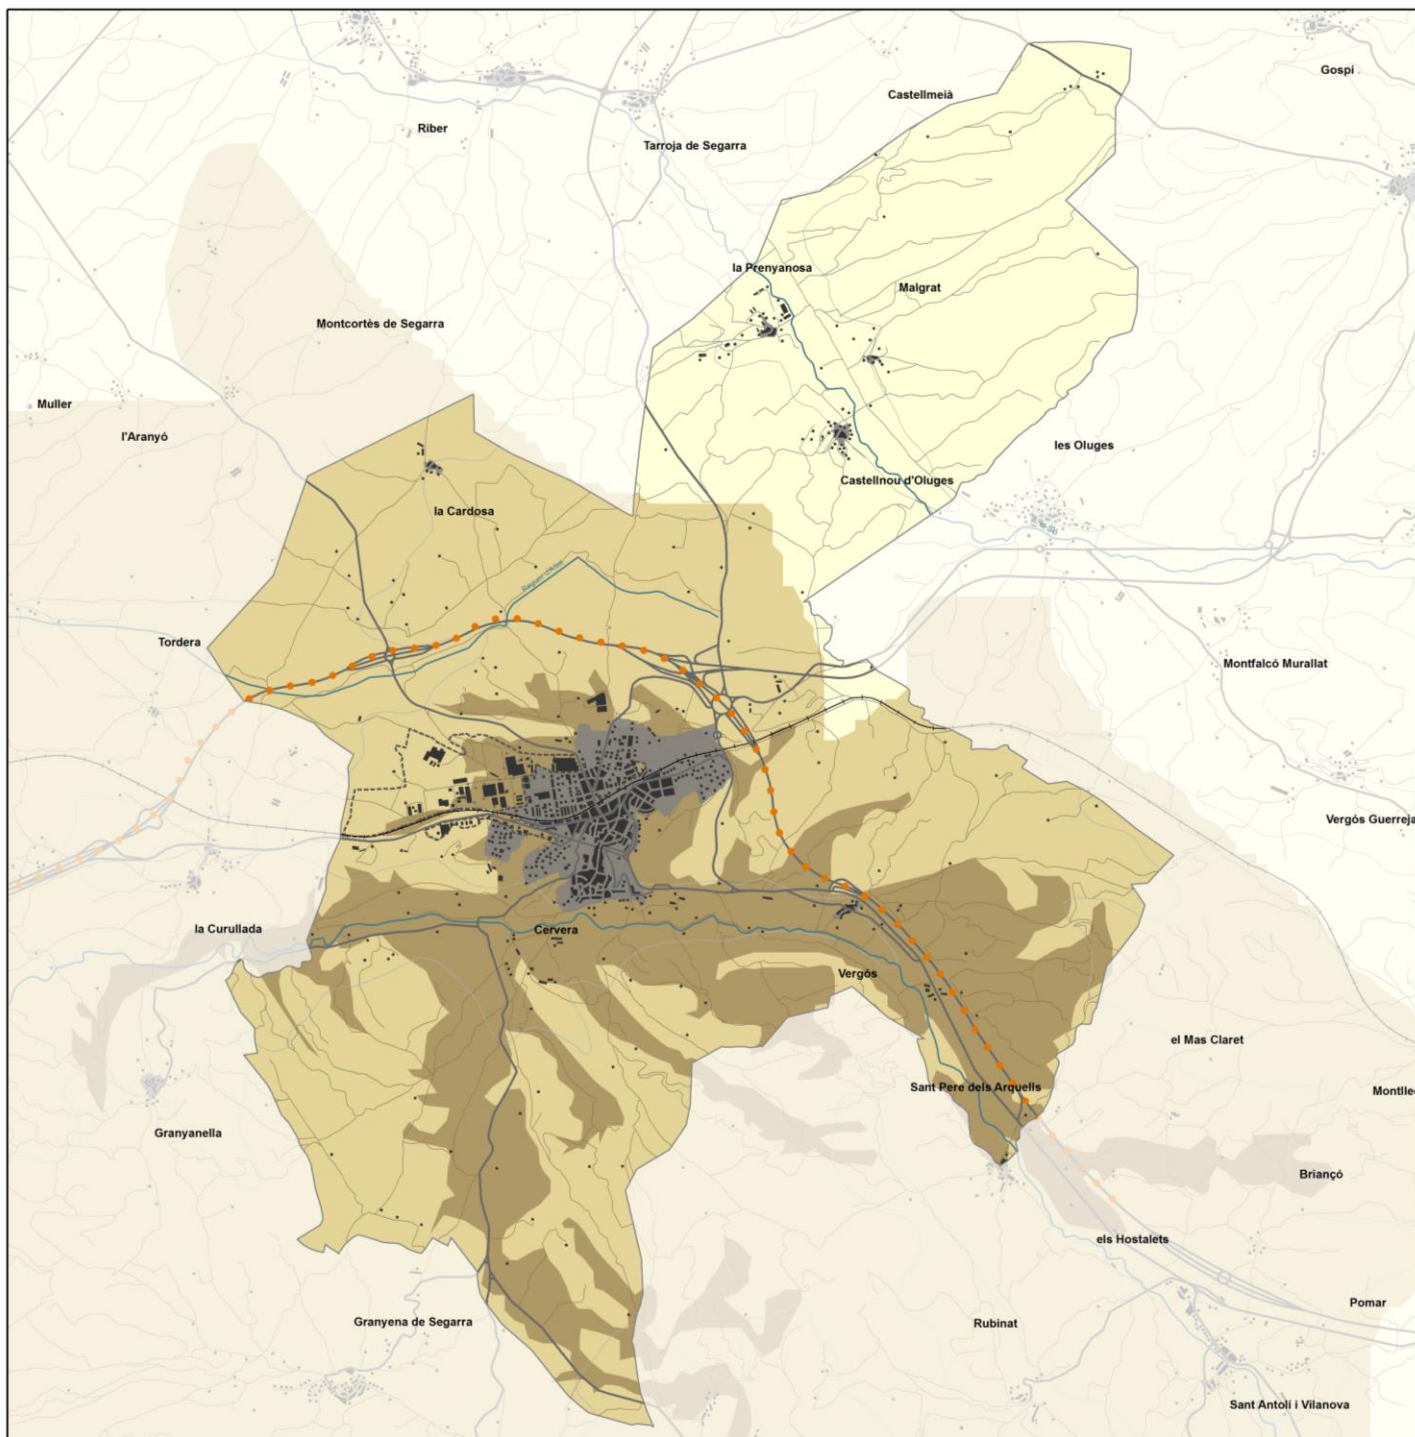 Gospi
Castellmeià
Riber
Tarroja de Segarra
la Prenyanosa
Malgrat
Montcortès de Segarra
Muller
l'Aranyó
les Oluges
Castellnou d'Oluges
la Cardosa
Tordera
Montfalcó Murallat
Vergós Guerreja
la Curullada
Cervera
Vergós
el Mas Claret
Sant Pere dels Arquells
Montlleó
Granyanella
Briançó
els Hostalets
Pomar
Granyena de Segarra
Rubinat
Sant Antolí i Vilanova